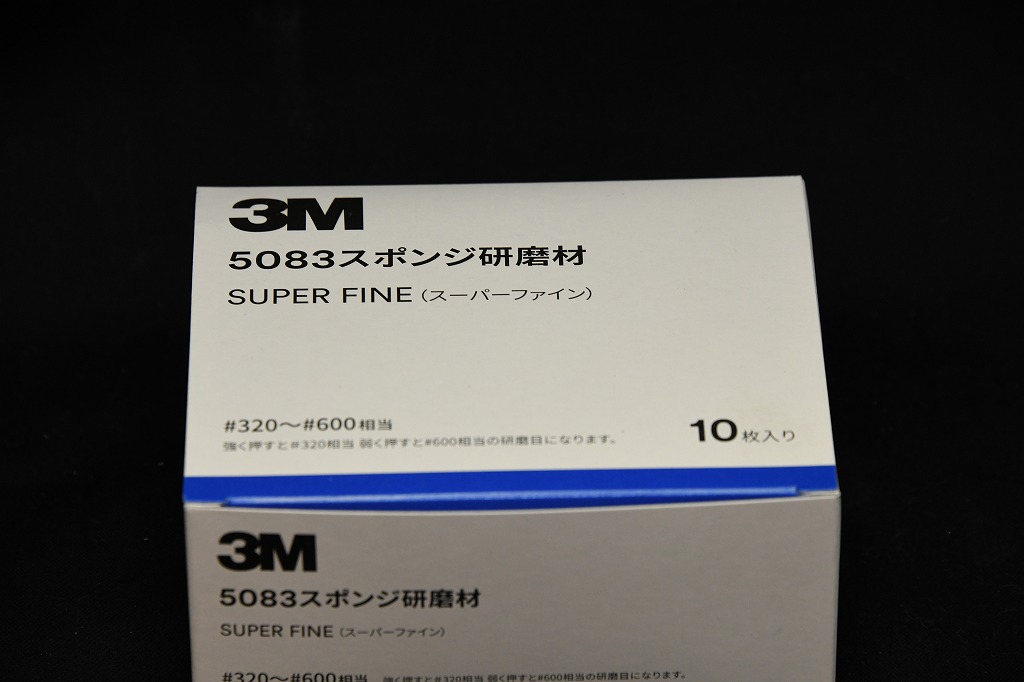 3M
5083スポンジ研磨材
SUPER FINE（スーパーファイン）
#320～#600相当
強く押すと#320相当 弱く押すと#600相当の研磨目になります。
10枚入り
3M
5083スポンジ研磨材
SUPER FINE（スーパーファイン）
#320～#600相当 強く押すと#320相当 弱く押すと#600相当の研磨目になります。